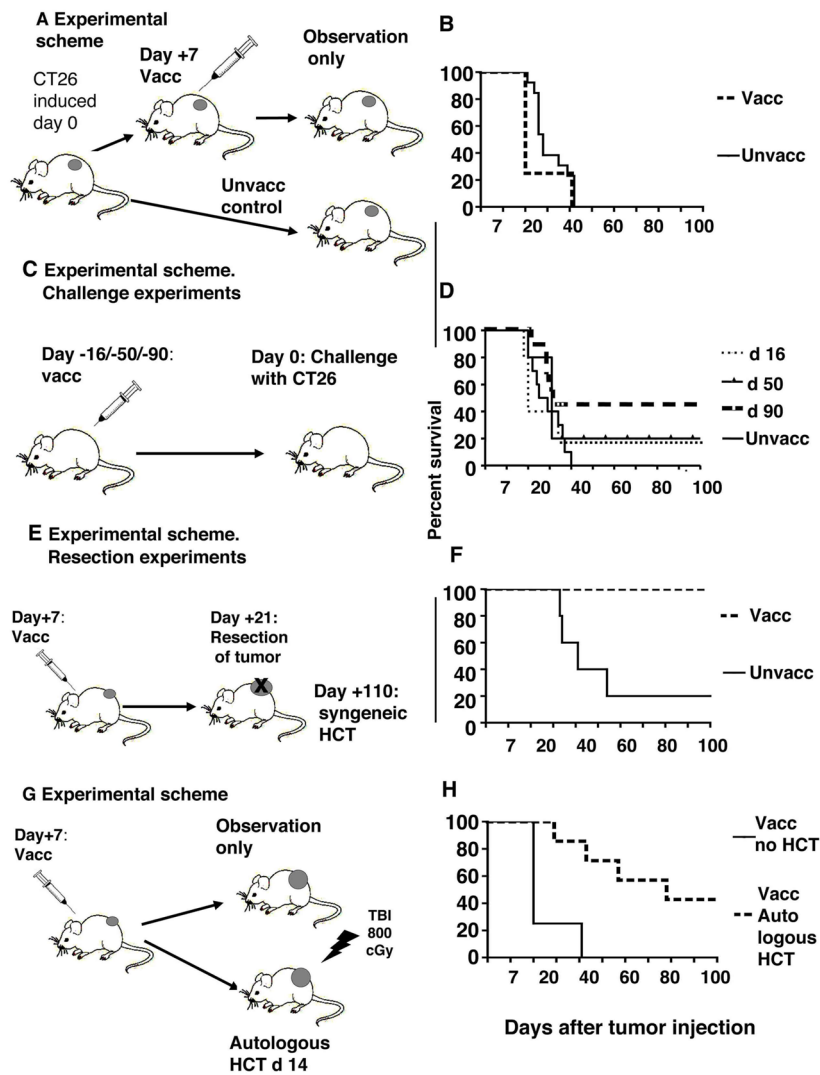 A Experimental
scheme
CT26
induced
day 0
Day +7
Vacc
Observation
only
Unvacc
control
B
100
80
60
40
20
0
7 20 40 60 80 100
Vacc
Unvacc
C Experimental scheme.
Challenge experiments
Day -16/-50/-90:
vacc
Day 0: Challenge
with CT26
D
Percent survival
100
80
60
40
20
0
7 20 40 60 80 100
d 16
d 50
d 90
Unvacc
E Experimental scheme.
Resection experiments
Day+7:
Vacc
Day +21:
Resection
of tumor
X
Day +110:
syngeneic
HCT
F
100
80
60
40
20
0
7 20 40 60 80 100
Vacc
Unvacc
G Experimental scheme
Day+7:
Vacc
Observation
only
TBI
800
cGy
Autologous
HCT d 14
H
100
80
60
40
20
0
7 20 40 60 80 100
Vacc
no HCT
Vacc
Auto
logous
HCT
Days after tumor injection